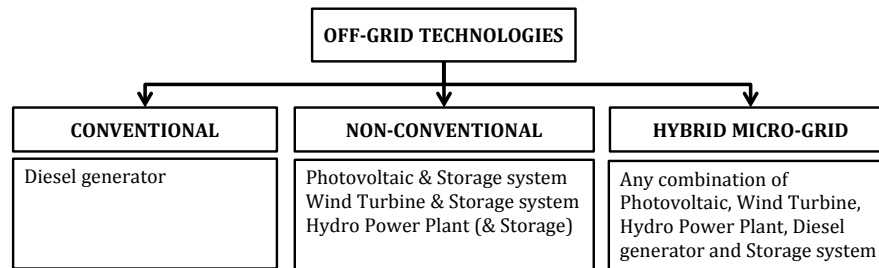 OFF-GRID TECHNOLOGIES
CONVENTIONAL
Diesel generator
NON-CONVENTIONAL
Photovoltaic & Storage system
Wind Turbine & Storage system
Hydro Power Plant (& Storage)
HYBRID MICRO-GRID
Any combination of
Photovoltaic, Wind Turbine,
Hydro Power Plant, Diesel
generator and Storage system